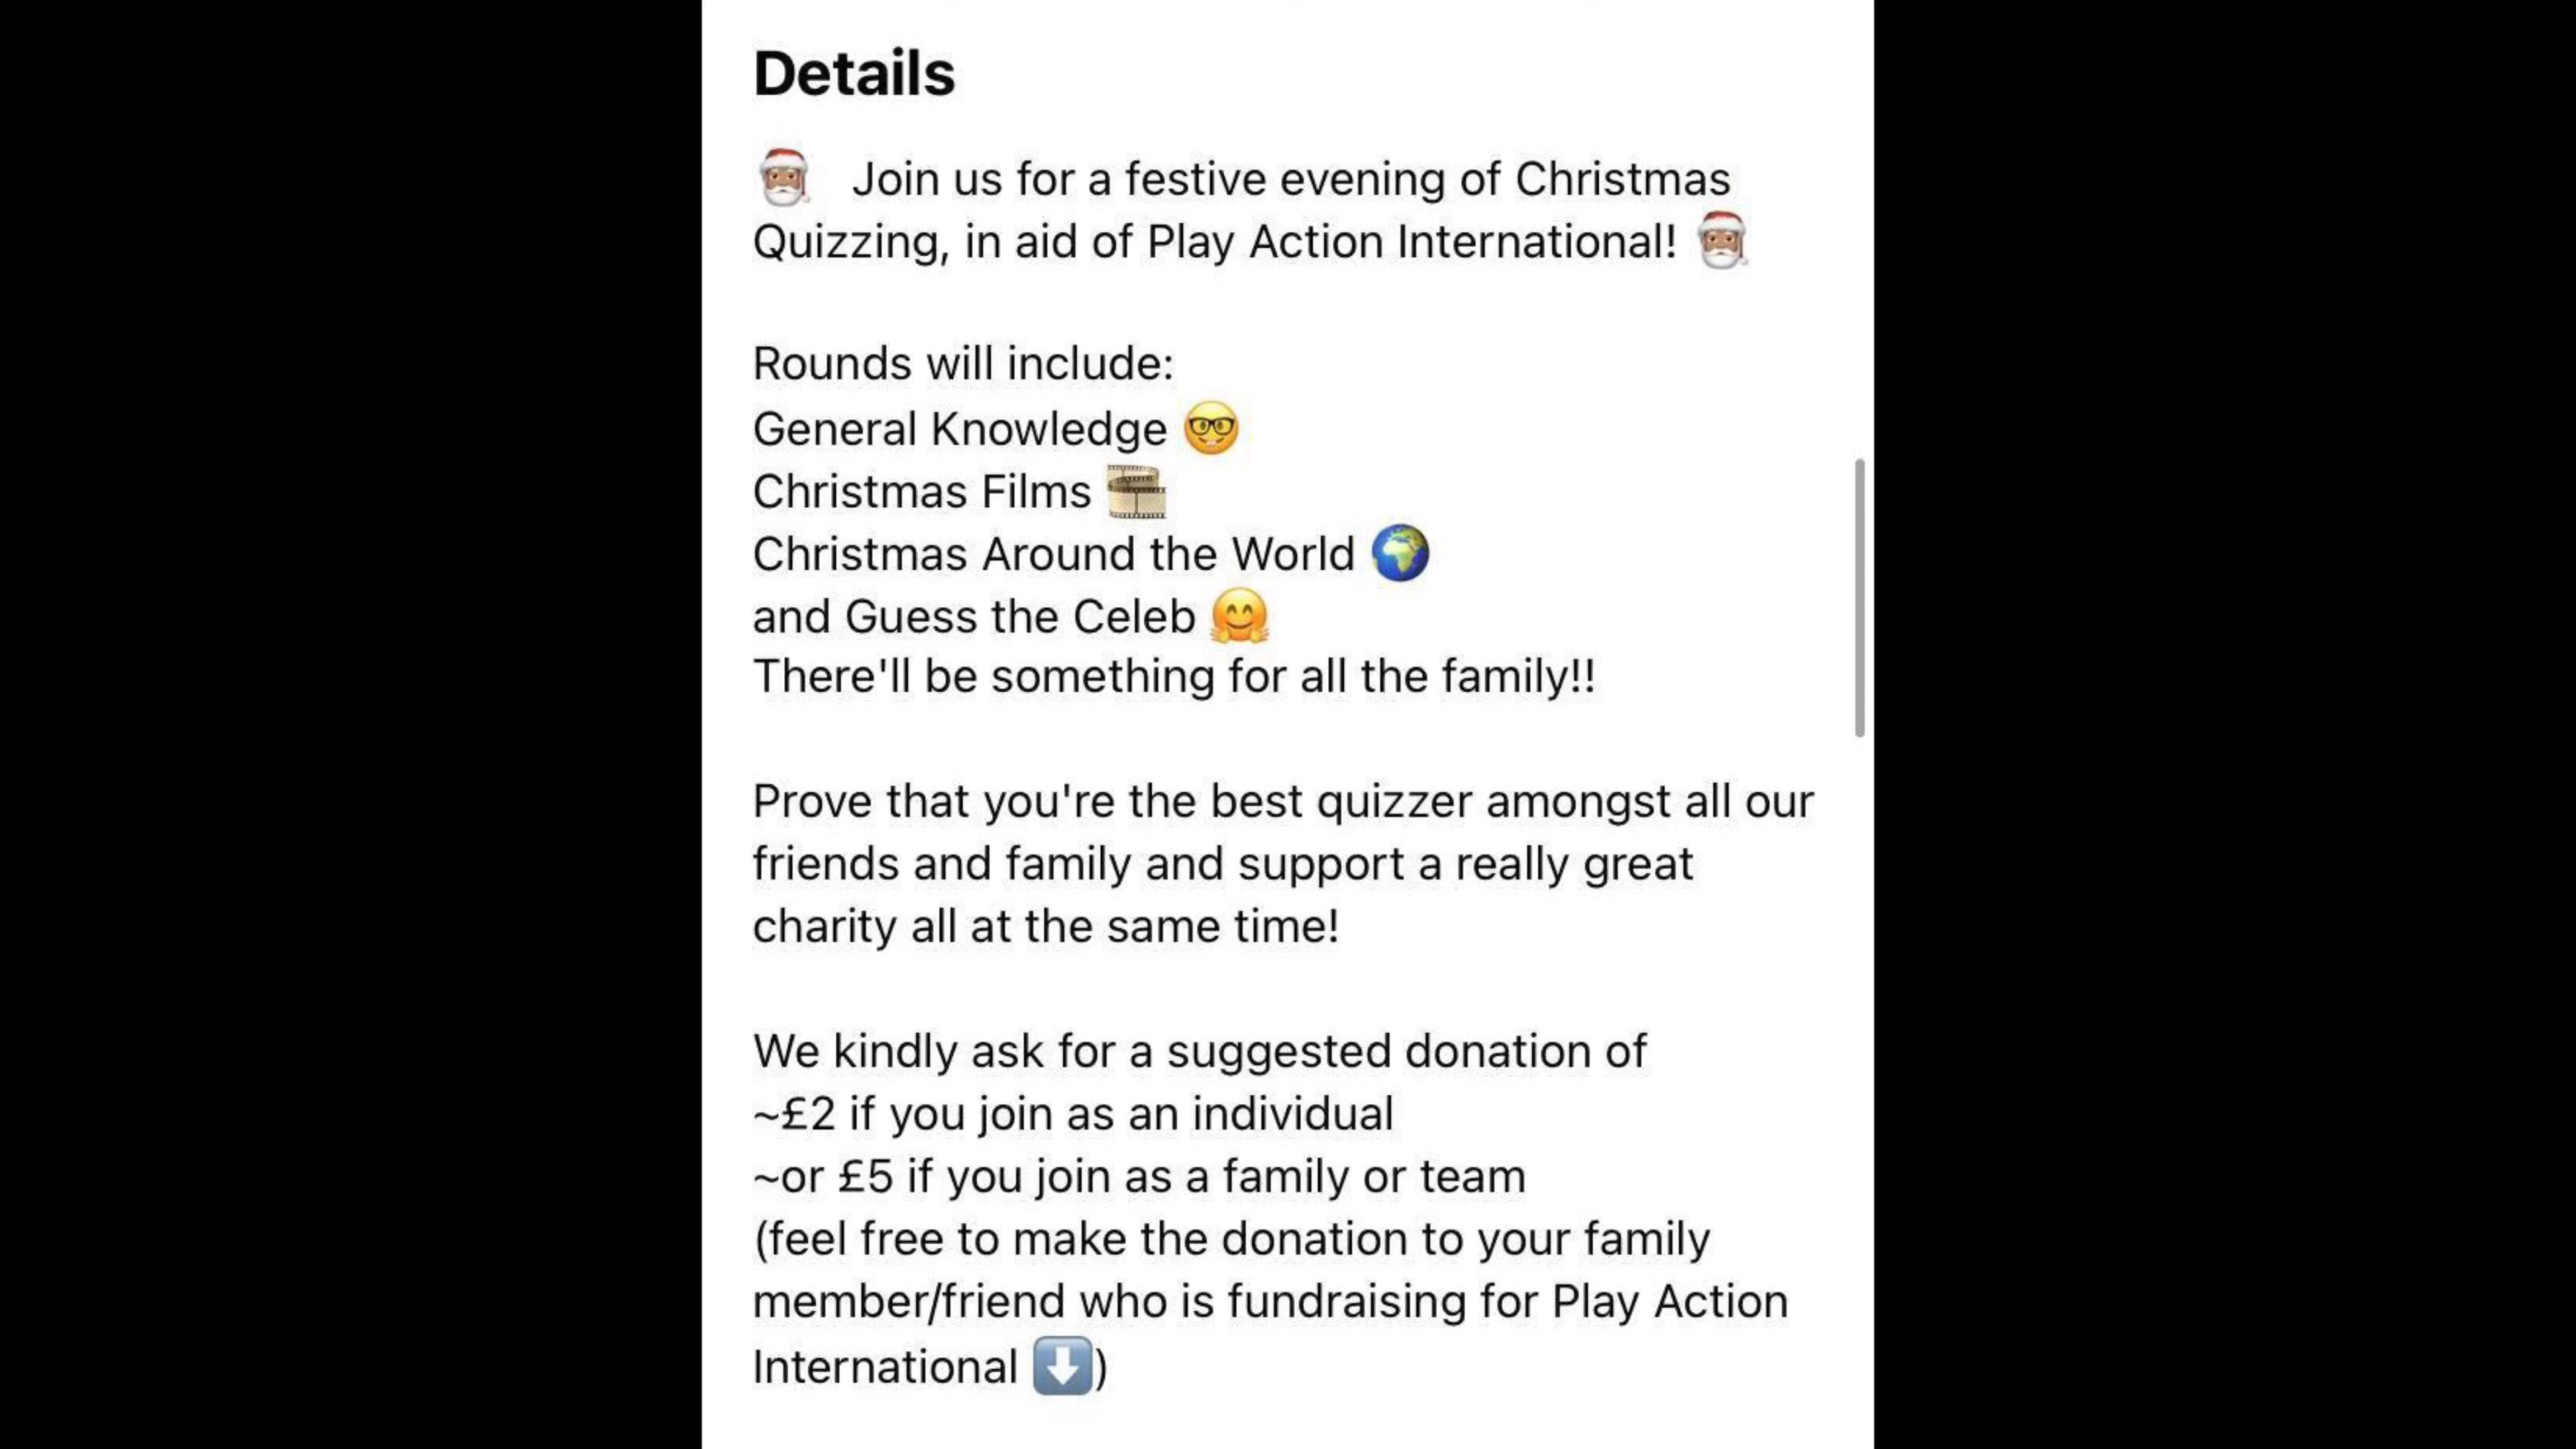 Details
🎅🏽 Join us for a festive evening of Christmas
Quizzing, in aid of Play Action International! 🎅🏽
Rounds will include:
General Knowledge 🤓
Christmas Films 🎞️
Christmas Around the World 🌍
and Guess the Celeb 🤗
There'll be something for all the family!!
Prove that you're the best quizzer amongst all our
friends and family and support a really great
charity all at the same time!
We kindly ask for a suggested donation of
~£2 if you join as an individual
~or £5 if you join as a family or team
(feel free to make the donation to your family
member/friend who is fundraising for Play Action
International ⬇️)